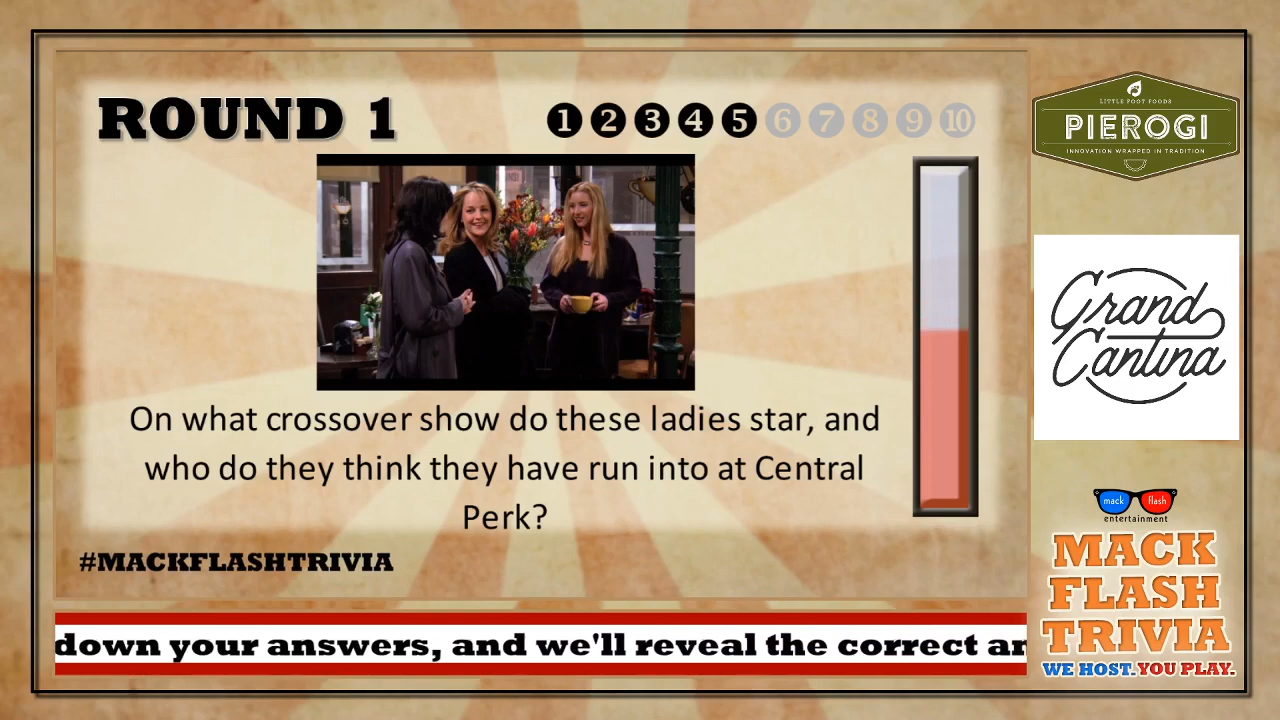 ROUND 1
1 2 3 4 5 6 7 8 9 10
On what crossover show do these ladies star, and
who do they think they have run into at Central
Perk?
#MACKFLASHTRIVIA
down your answers, and we'll reveal the correct an
LITTLE FOOT FOODS
PIEROGI
INNOVATION WRAPPED IN TRADITION
Grand
Cantina
mack flash
entertainment
MACK
FLASH
TRIVIA
WE HOST. YOU PLAY.